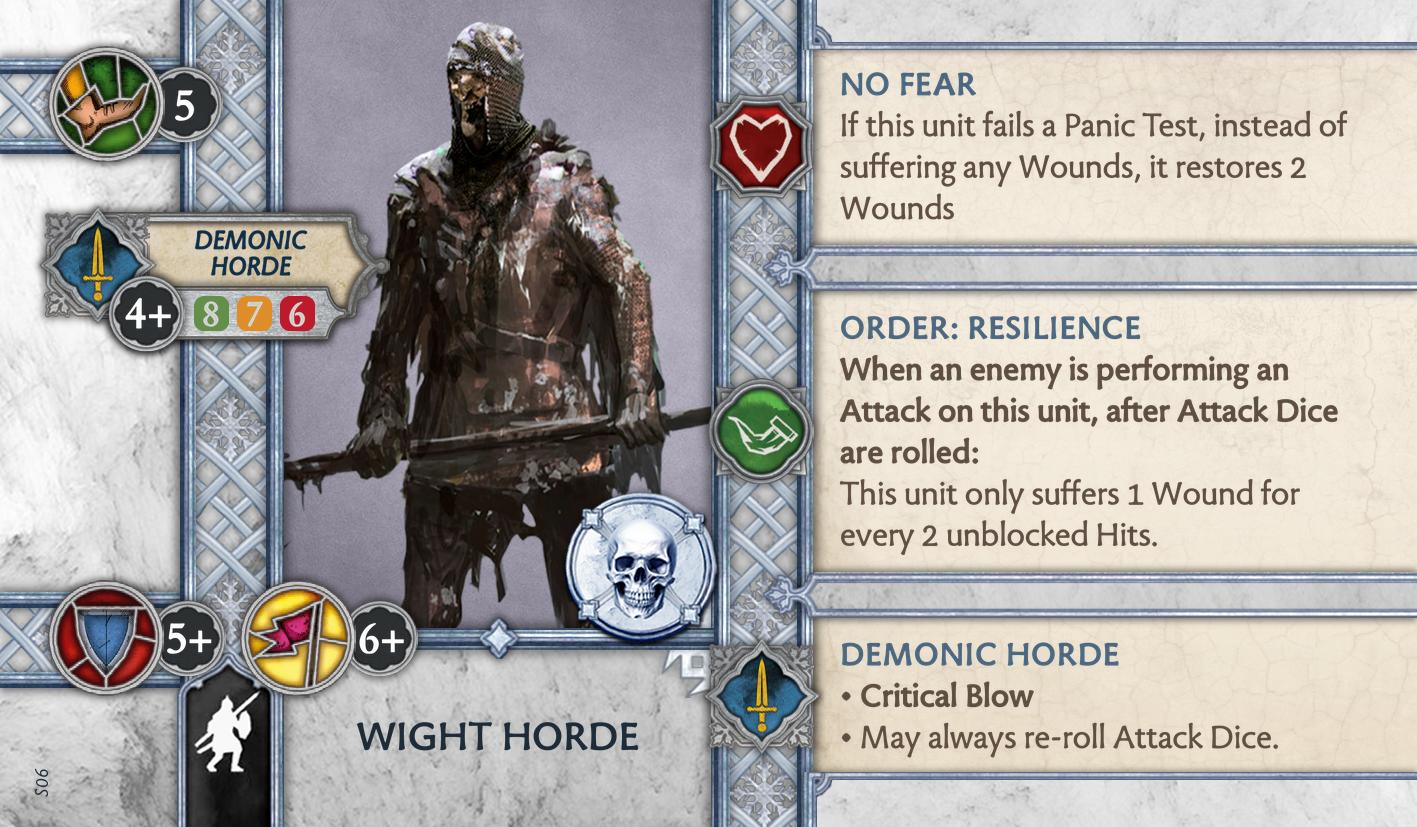 5
DEMONIC
HORDE
4+ 8 7 6
5+ 6+
WIGHT HORDE
S06
NO FEAR
If this unit fails a Panic Test, instead of
suffering any Wounds, it restores 2
Wounds
ORDER: RESILIENCE
When an enemy is performing an
Attack on this unit, after Attack Dice
are rolled:
This unit only suffers 1 Wound for
every 2 unblocked Hits.
DEMONIC HORDE
• Critical Blow
• May always re-roll Attack Dice.